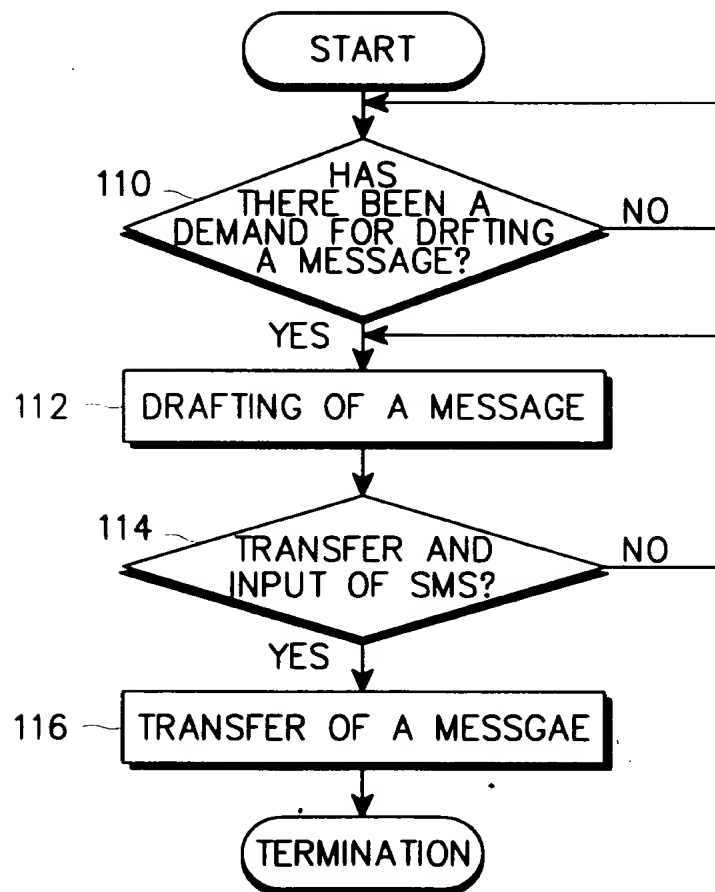 START
110
HAS
THERE BEEN A
DEMAND FOR DRFTING
A MESSAGE?
NO
YES
112
DRAFTING OF A MESSAGE
114
TRANSFER AND
INPUT OF SMS?
NO
YES
116
TRANSFER OF A MESSGAE
TERMINATION